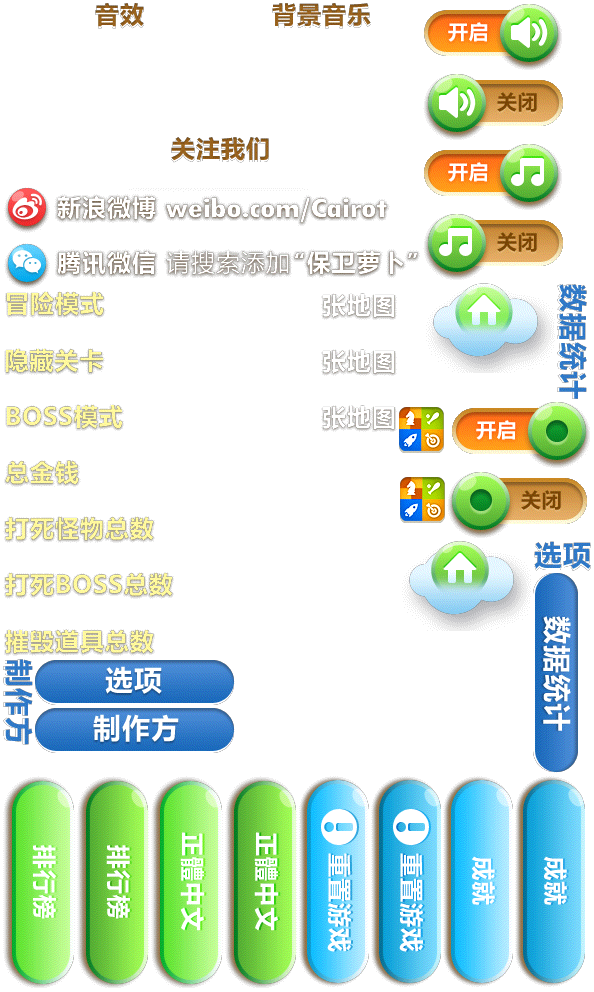 音效
背景音乐
开启
关闭
关注我们
开启
新浪微博 weibo.com/Cairot
关闭
腾讯微信 请搜索添加“保卫萝卜”
冒险模式
张地图
数据统计
隐藏关卡
张地图
BOSS模式
张地图
开启
总金钱
关闭
打死怪物总数
选项
打死BOSS总数
数据统计
摧毁道具总数
制作方
选项
制作方
排行榜
排行榜
正體中文
正體中文
重置游戏
重置游戏
成就
成就